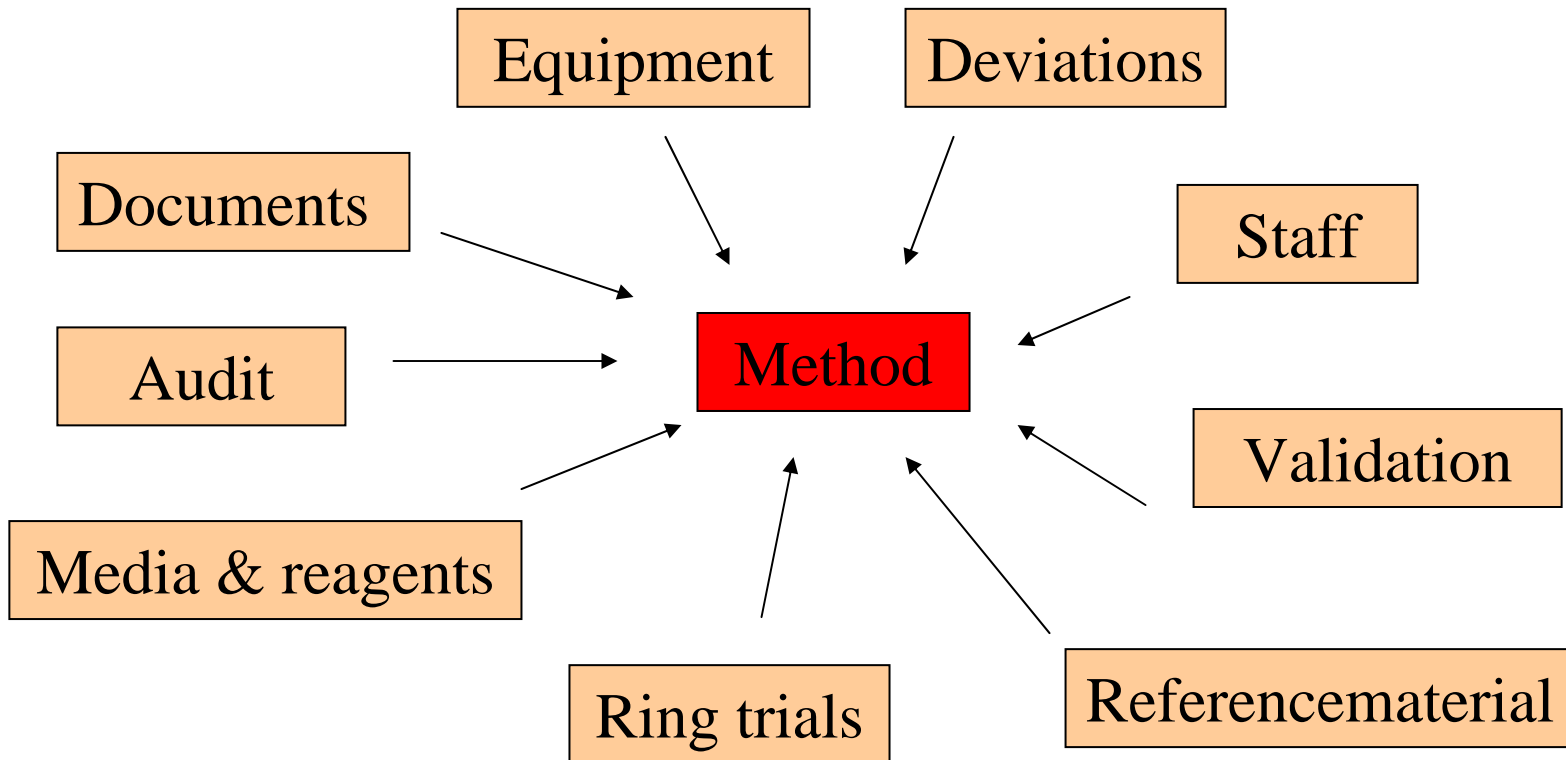 Equipment
Deviations
Documents
Staff
Audit
Method
Validation
Media & reagents
Ring trials
Referencematerial